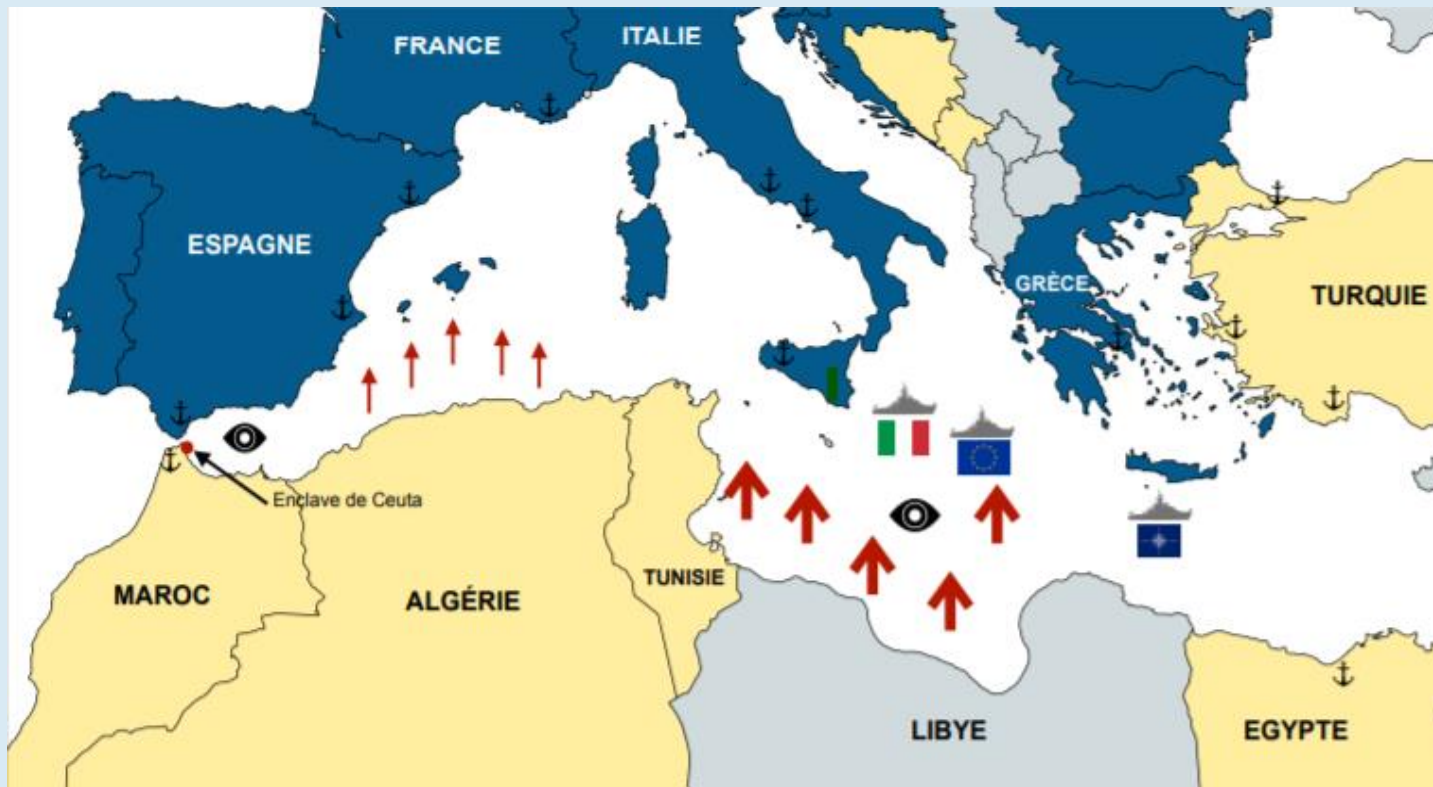 FRANCE
ITALIE
ESPAGNE
GRÈCE
TURQUIE
Enclave de Ceuta
MAROC
ALGÉRIE
TUNISIE
LIBYE
EGYPTE